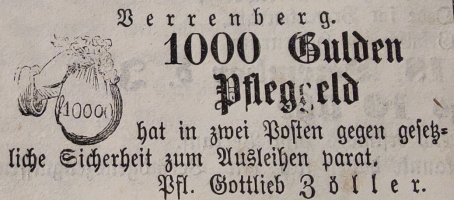 Verrenberg.
1000 Gulden
Pfleggeld
1000
hat in zwei Posten gegen gesetz=
liche Sicherheit zum Ausleihen parat.
Pfl. Gottlieb Zöller.